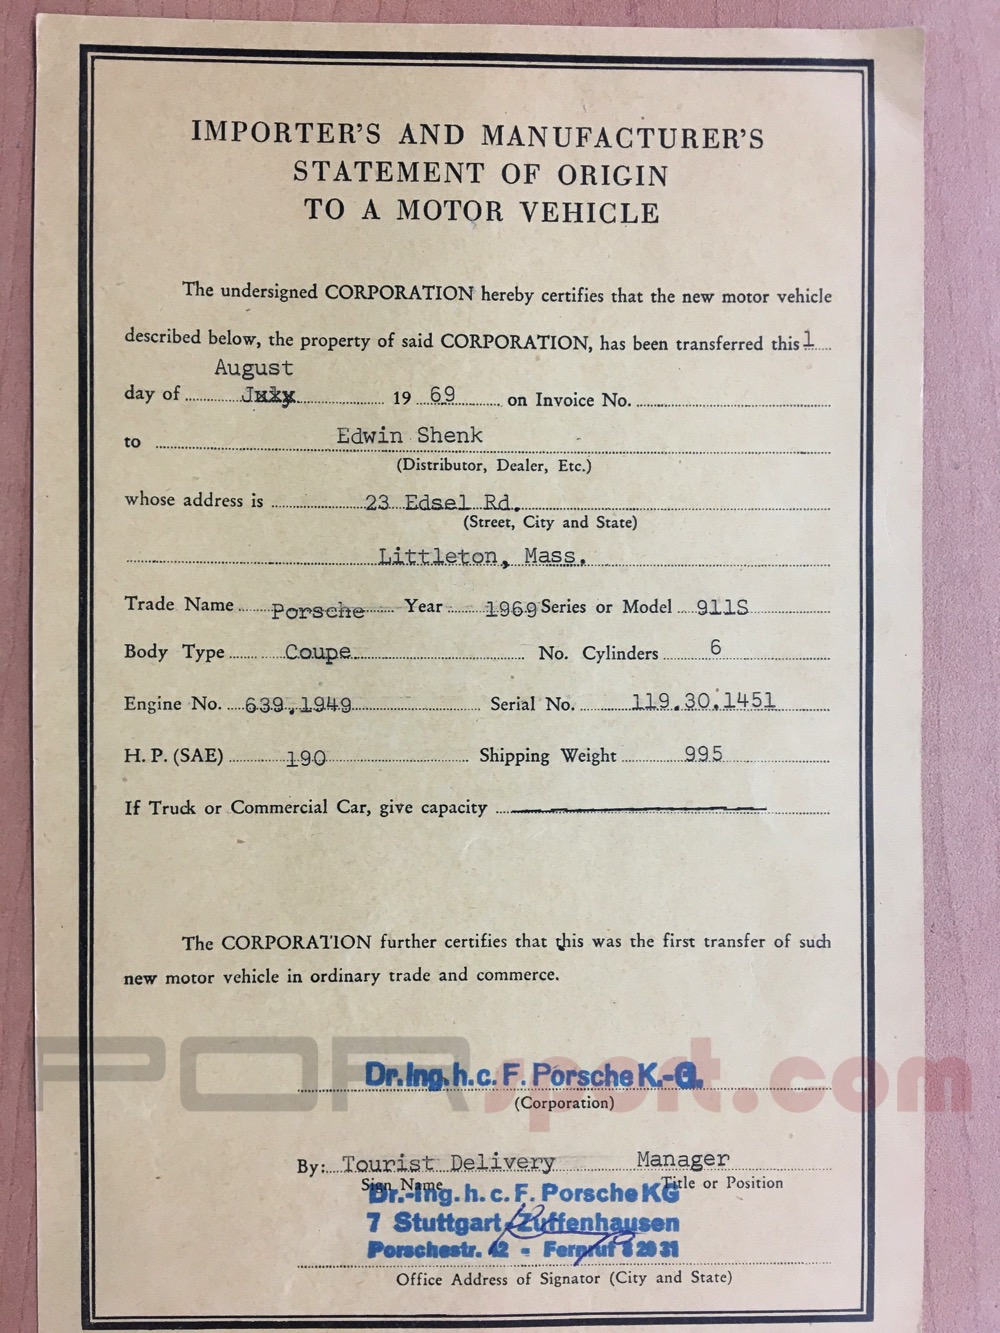 IMPORTER'S AND MANUFACTURER'S
STATEMENT OF ORIGIN
TO A MOTOR VEHICLE
The undersigned CORPORATION hereby certifies that the new motor vehicle
described below, the property of said CORPORATION, has been transferred this 1
August
day of July 19 69 on Invoice No.
to Edwin Shenk
(Distributor, Dealer, Etc.)
whose address is 23 Edsel Rd.
(Street, City and State)
Littleton, Mass.
Trade Name Porsche Year 1969 Series or Model 911S
Body Type Coupe No. Cylinders 6
Engine No. 639.1949 Serial No. 119.30.1451
H. P. (SAE) 190 Shipping Weight 995
If Truck or Commercial Car, give capacity
The CORPORATION further certifies that this was the first transfer of such
new motor vehicle in ordinary trade and commerce.
PORsport.com
Dr.Ing.h.c. F. Porsche K.-G.
(Corporation)
By: Tourist Delivery Manager
Sign Name Title or Position
Dr.-Ing. h. c. F. Porsche KG
7 Stuttgart-Zuffenhausen
Porschestr. 42 - Fernruf 8 20 31
Office Address of Signator (City and State)